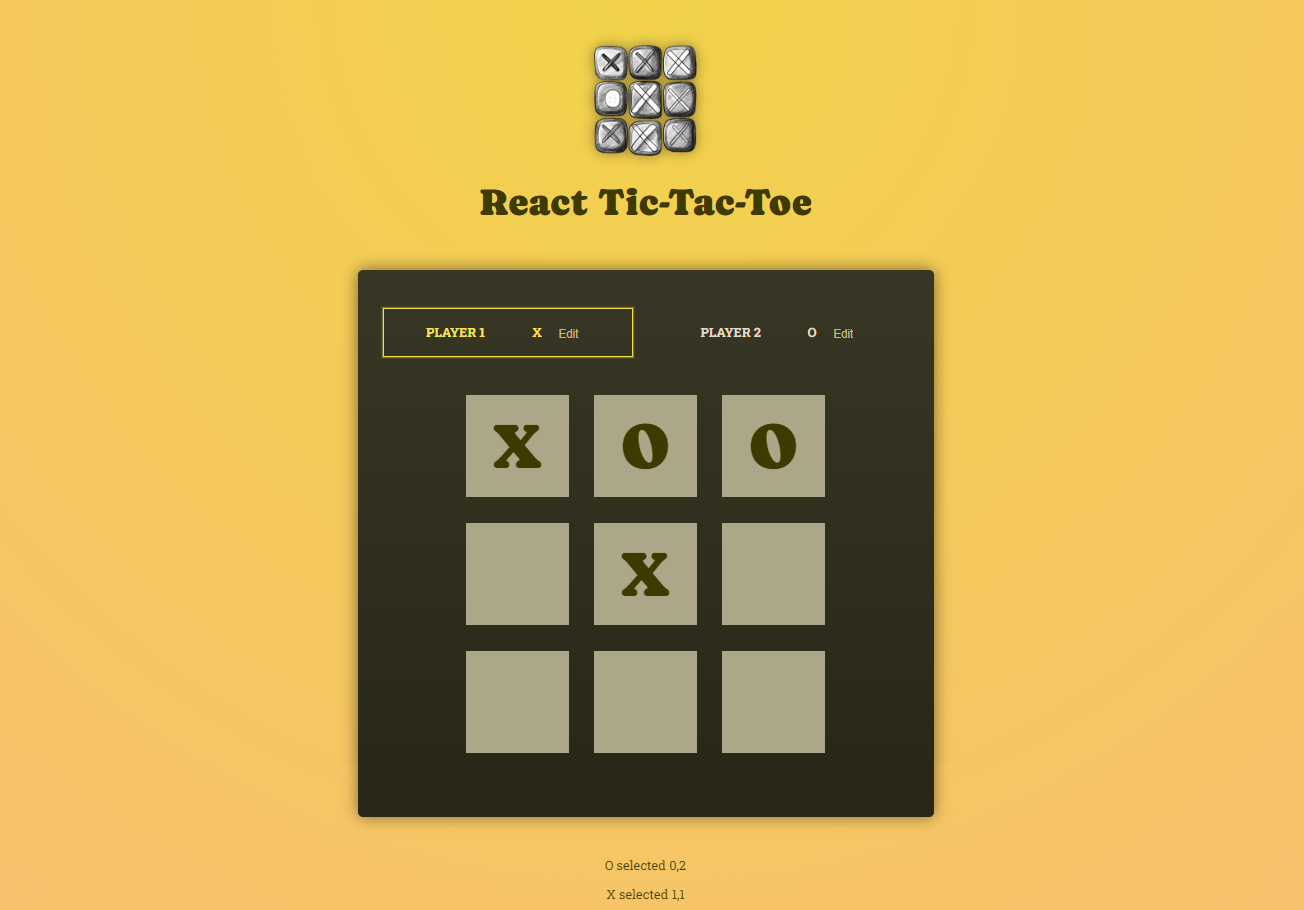 React Tic-Tac-Toe
PLAYER 1 X Edit PLAYER 2 O Edit
X O O
X
O selected 0,2
X selected 1,1